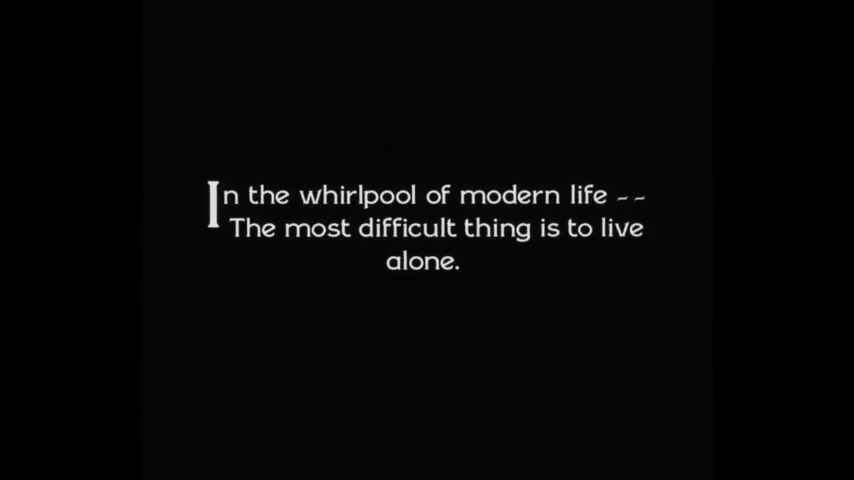 In the whirlpool of modern life --
The most difficult thing is to live
alone.